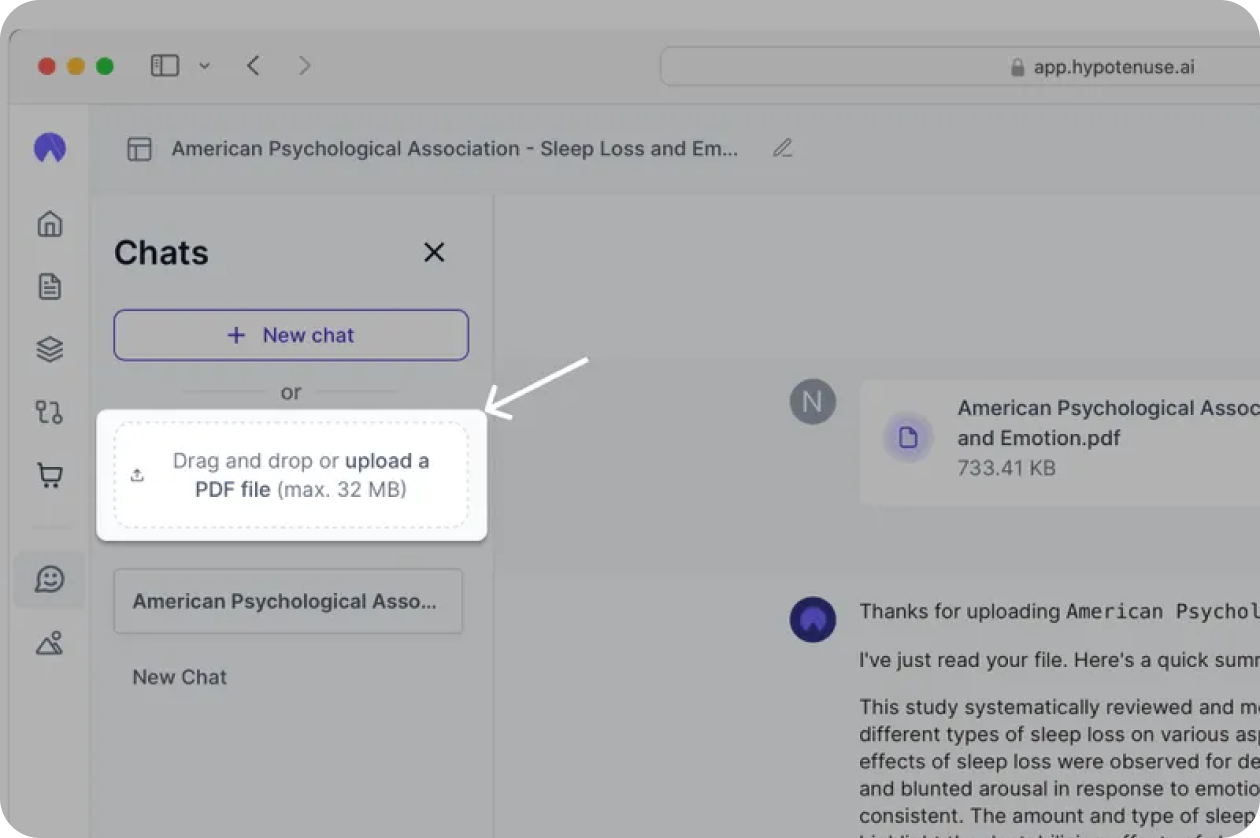 app.hypotenuse.ai
American Psychological Association - Sleep Loss and Em...
Chats
+ New chat
or
Drag and drop or upload a
PDF file (max. 32 MB)
American Psychological Asso...
New Chat
N
American Psychological Assoc
and Emotion.pdf
733.41 KB
Thanks for uploading American Psychol
I've just read your file. Here's a quick sum
This study systematically reviewed and m
different types of sleep loss on various as
effects of sleep loss were observed for de
and blunted arousal in response to emotio
consistent. The amount and type of sleep